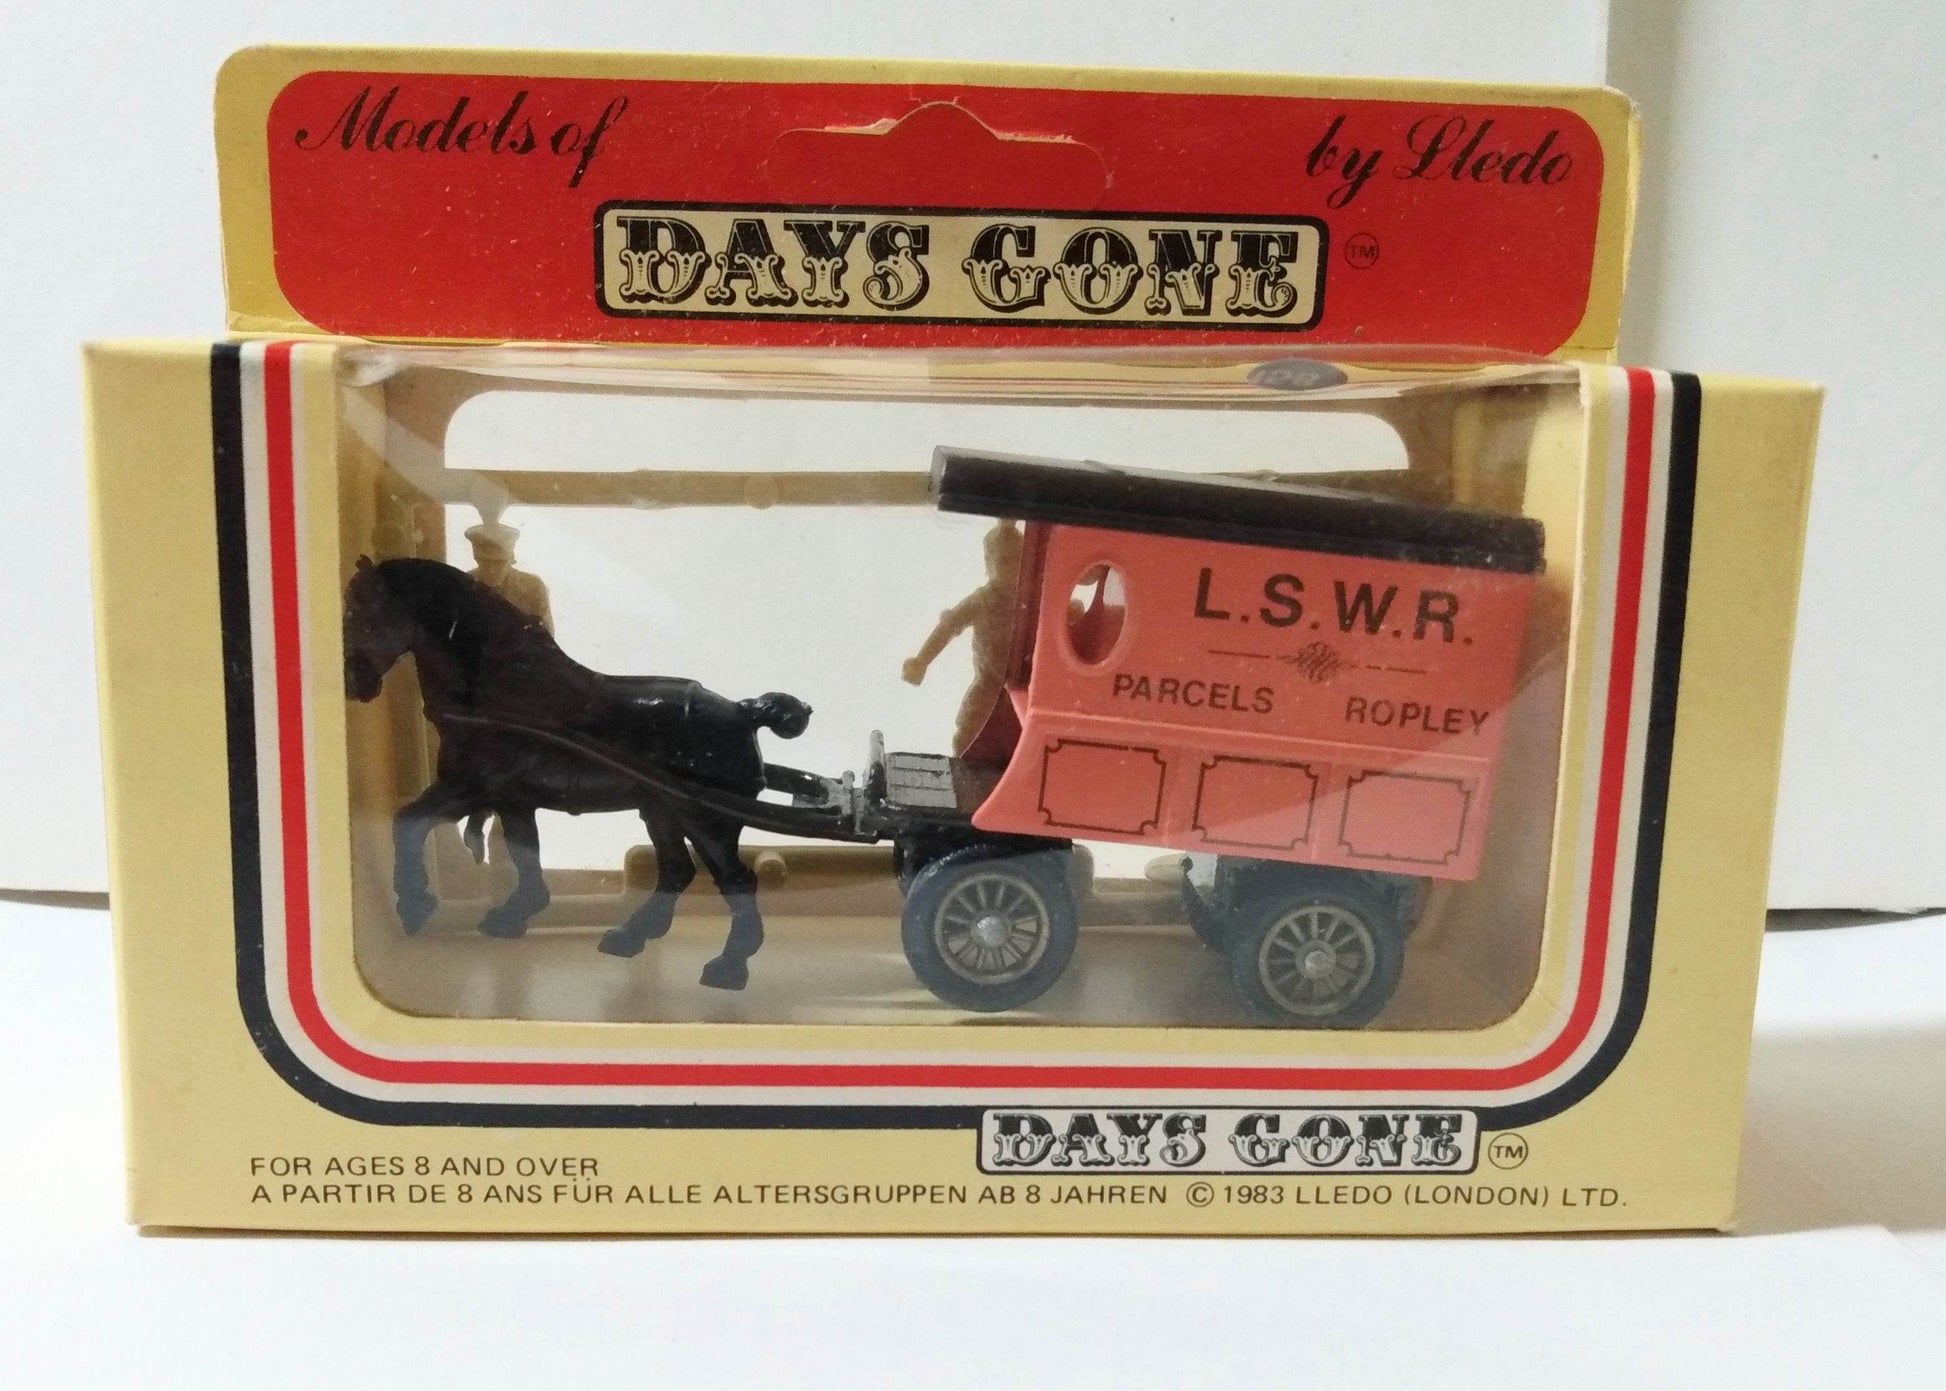 Models of
by Lledo
DAYS GONE
TM
L.S.W.R.
PARCELS ROPLEY
DAYS GONE
TM
FOR AGES 8 AND OVER
A PARTIR DE 8 ANS FÜR ALLE ALTERSGRUPPEN AB 8 JAHREN © 1983 LLEDO (LONDON) LTD.